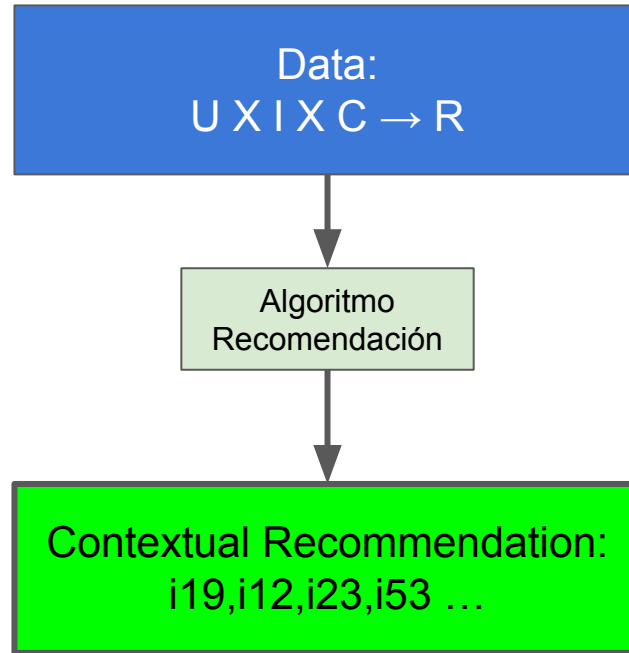 Data:
U X I X C → R
Algoritmo
Recomendación
Contextual Recommendation:
i19,i12,i23,i53 ...